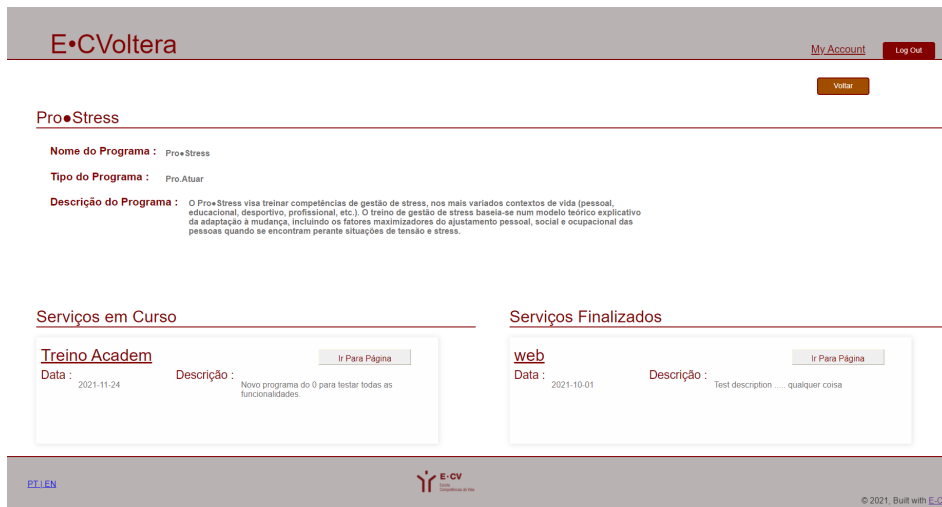 E•CVoltera
My Account
Log Out
Voltar
Pro●Stress
Nome do Programa : Pro●Stress
Tipo do Programa : Pro.Atuar
Descrição do Programa : O Pro●Stress visa treinar competências de gestão de stress, nos mais variados contextos de vida (pessoal,
educacional, desportivo, profissional, etc.). O treino de gestão de stress baseia-se num modelo teórico explicativo
da adaptação à mudança, incluindo os fatores maximizadores do ajustamento pessoal, social e ocupacional das
pessoas quando se encontram perante situações de tensão e stress.
Serviços em Curso
Treino Academ
Ir Para Página
Data : 2021-11-24
Descrição : Novo programa do 0 para testar todas as
funcionalidades.
Serviços Finalizados
web
Ir Para Página
Data : 2021-10-01
Descrição : Test description ..... qualquer coisa
PT | EN
E·CV
Escola
Competências de Vida
© 2021, Built with E-C